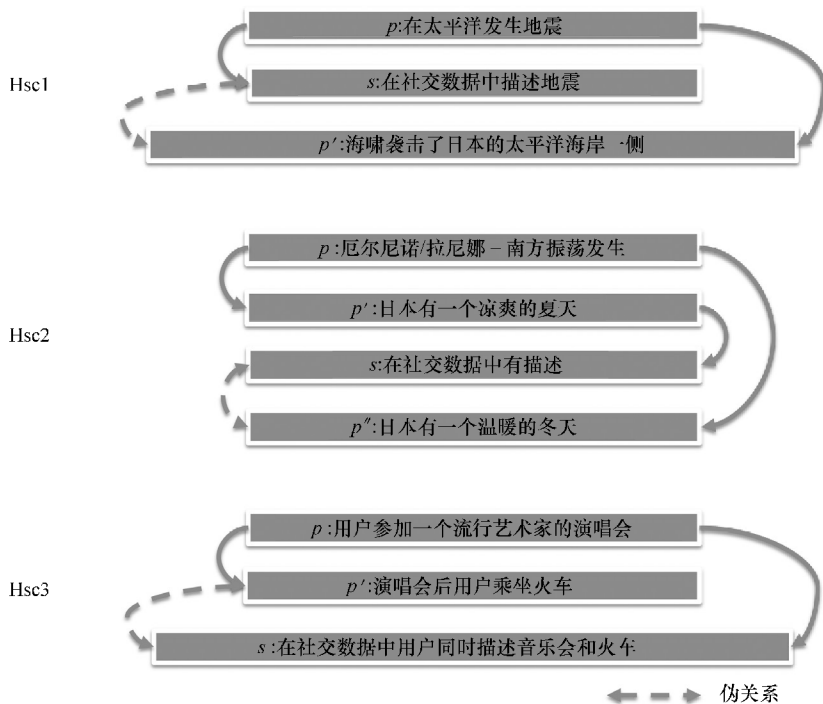 p:在太平洋发生地震
Hsc1
s:在社交数据中描述地震
p′:海啸袭击了日本的太平洋海岸一侧
p:厄尔尼诺/拉尼娜－南方振荡发生
p′:日本有一个凉爽的夏天
Hsc2
s:在社交数据中有描述
p″:日本有一个温暖的冬天
p:用户参加一个流行艺术家的演唱会
Hsc3
p′:演唱会后用户乘坐火车
s:在社交数据中用户同时描述音乐会和火车
伪关系